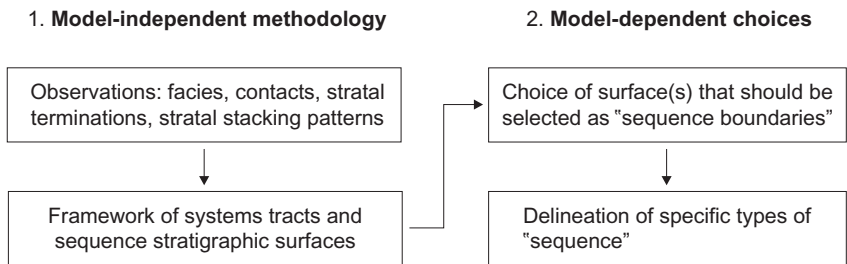 1. Model-independent methodology
Observations: facies, contacts, stratal
terminations, stratal stacking patterns
Framework of systems tracts and
sequence stratigraphic surfaces
2. Model-dependent choices
Choice of surface(s) that should be
selected as "sequence boundaries"
Delineation of specific types of
"sequence"